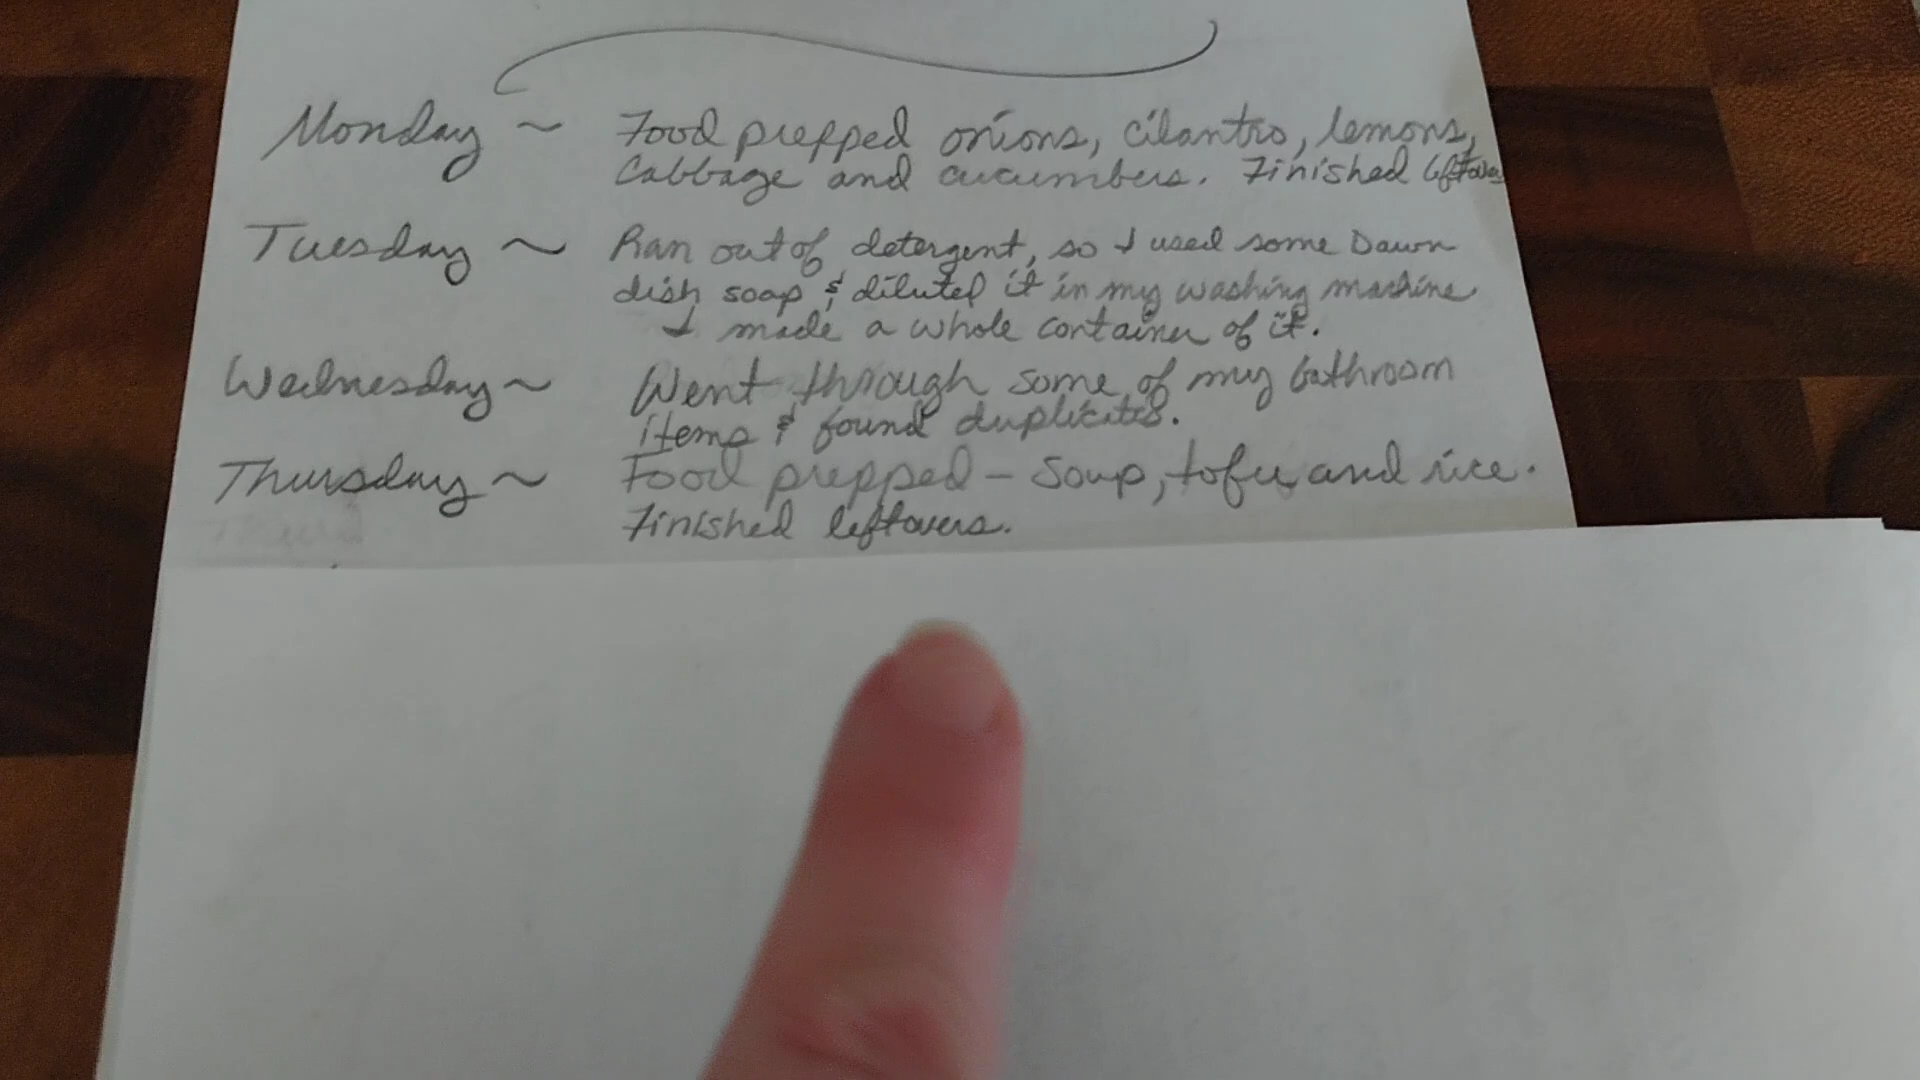 Monday ~ Food prepped onions, cilantro, lemons,
Cabbage and cucumbers. Finished leftovers
Tuesday ~ Ran out of detergent, so I used some Dawn
dish soap & diluted it in my washing machine
I made a whole container of it.
Wednesday ~ Went through some of my bathroom
items & found duplicates.
Thursday ~ Food prepped - Soup, tofu and rice.
Finished leftovers.